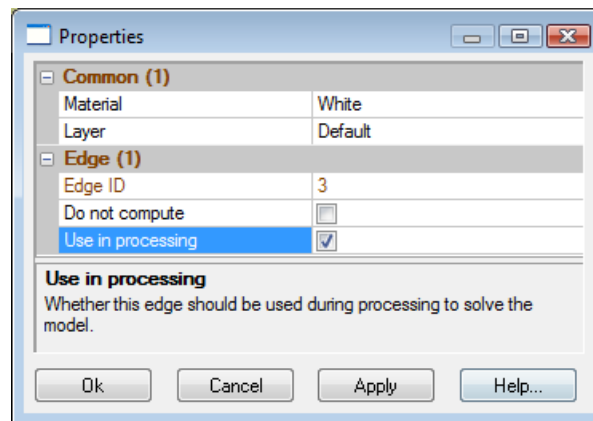 Properties
Common (1)
Material White
Layer Default
Edge (1)
Edge ID 3
Do not compute
Use in processing
Use in processing
Whether this edge should be used during processing to solve the
model.
Ok Cancel Apply Help...